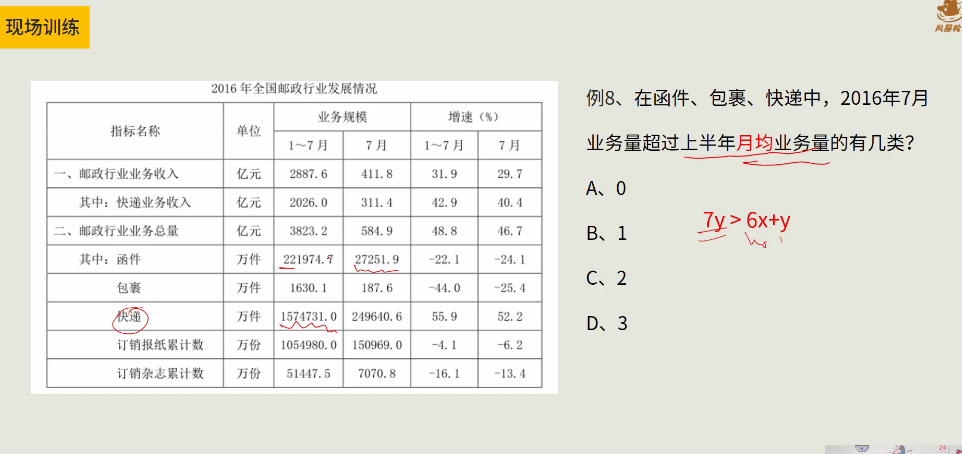 现场训练
2016 年全国邮政行业发展情况
指标名称 单位 业务规模 增速（%）
1～7 月 7 月 1～7 月 7 月
一、邮政行业业务收入 亿元 2887.6 411.8 31.9 29.7
其中：快递业务收入 亿元 2026.0 311.4 42.9 40.4
二、邮政行业业务总量 亿元 3823.2 584.9 48.8 46.7
其中：函件 万件 221974.7 27251.9 -22.1 -24.1
包裹 万件 1630.1 187.6 -44.0 -25.4
快递 万件 1574731.0 249640.6 55.9 52.2
订销报纸累计数 万份 1054980.0 150969.0 -4.1 -6.2
订销杂志累计数 万份 51447.5 7070.8 -16.1 -13.4
例8、在函件、包裹、快递中，2016年7月
业务量超过上半年月均业务量的有几类？
A、0
B、1
C、2
D、3
7y > 6x+y
24